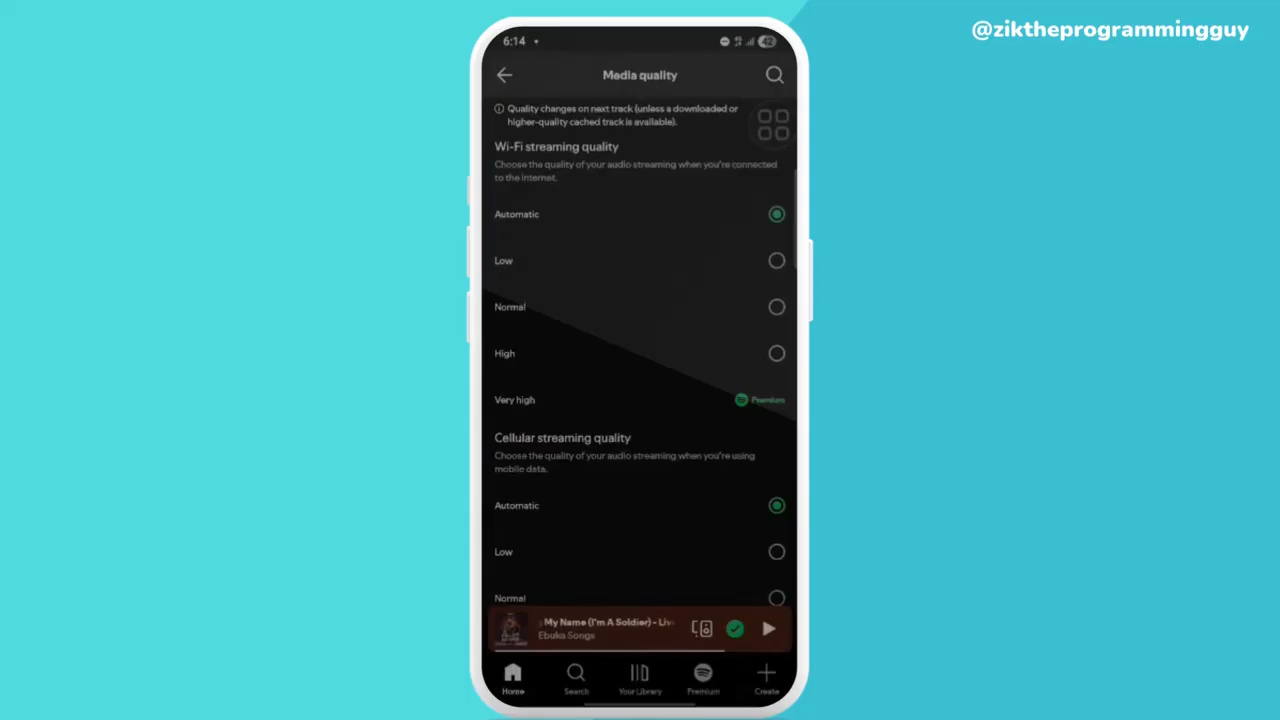 @ziktheprogrammingguy
6:14
42
Media quality
Quality changes on next track (unless a downloaded or
higher-quality cached track is available).
Wi-Fi streaming quality
Choose the quality of your audio streaming when you're connected
to the internet.
Automatic
Low
Normal
High
Very high
Premium
Cellular streaming quality
Choose the quality of your audio streaming when you're using
mobile data.
Automatic
Low
Normal
My Name (I'm A Soldier) - Liv
Ebuka Songs
Home
Search
Your Library
Premium
Create